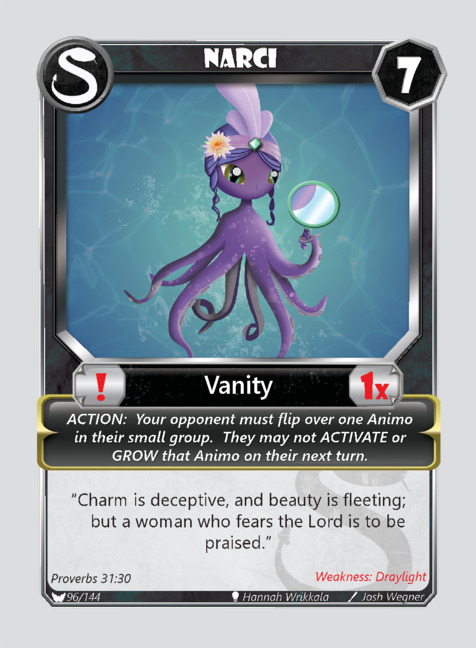 S
NARCI
7
! Vanity 1x
ACTION: Your opponent must flip over one Animo
in their small group. They may not ACTIVATE or
GROW that Animo on their next turn.
"Charm is deceptive, and beauty is fleeting;
but a woman who fears the Lord is to be
praised."
Proverbs 31:30
Weakness: Draylight
96/144
Hannah Wrikkala
Josh Wegner